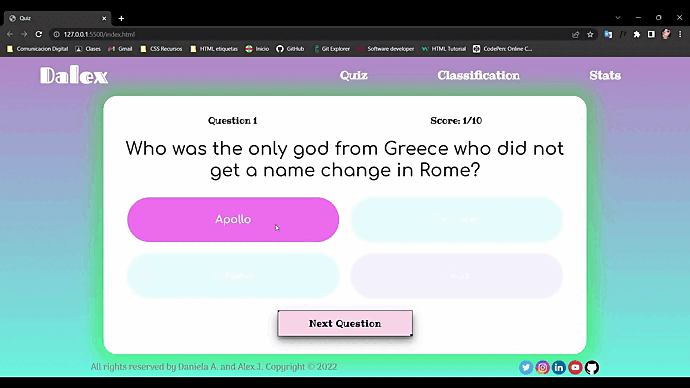 Quiz
127.0.0.1:5500/index.html
Comunicacion Digital Clases Gmail CSS Recursos HTML etiquetas Inicio GitHub Git Explorer Software developer HTML Tutorial CodePen: Online C...
Dalex Quiz Classification Stats
Question 1 Score: 1/10
Who was the only god from Greece who did not
get a name change in Rome?
Apollo
Next Question
All rights reserved by Daniela A. and Alex J. Copyright © 2022